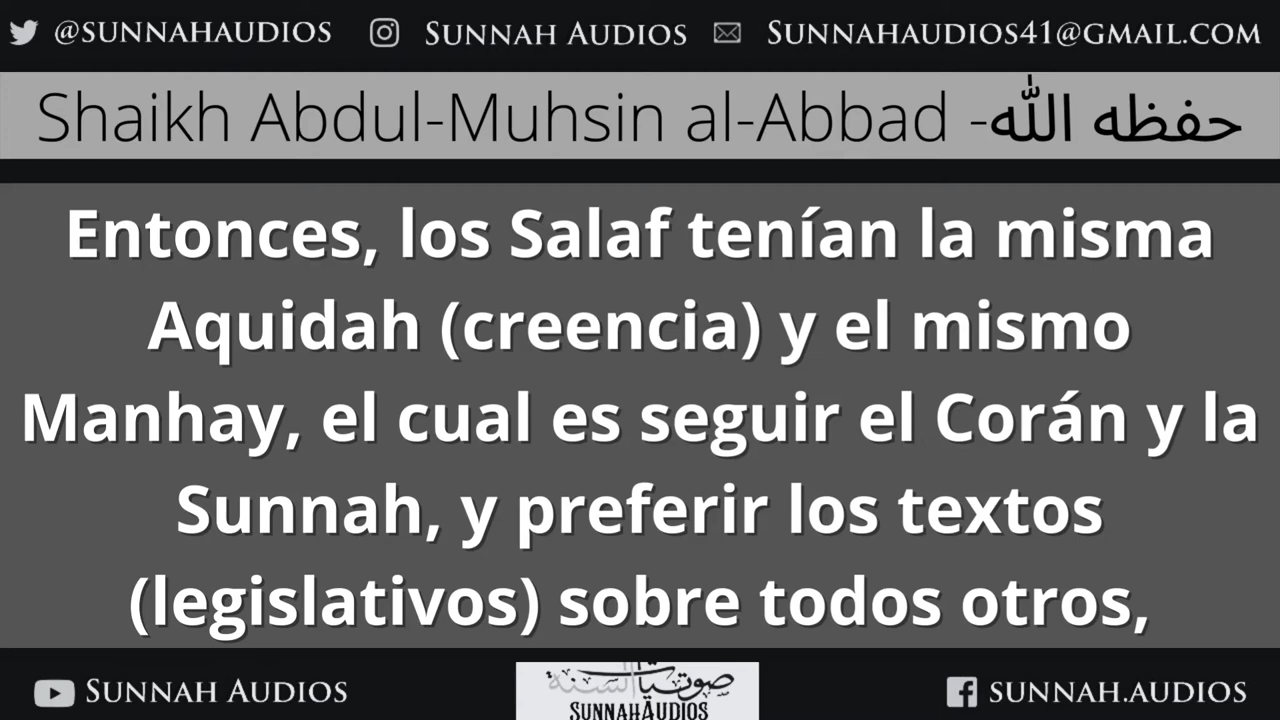 @SUNNAHAUDIOS SUNNAH AUDIOS SUNNAHAUDIOS41@GMAIL.COM
Shaikh Abdul-Muhsin al-Abbad -حفظه الله
Entonces, los Salaf tenían la misma
Aquidah (creencia) y el mismo
Manhay, el cual es seguir el Corán y la
Sunnah, y preferir los textos
(legislativos) sobre todos otros,
SUNNAH AUDIOS
صوتيات السنة
SUNNAHAUDIOS
SUNNAH.AUDIOS